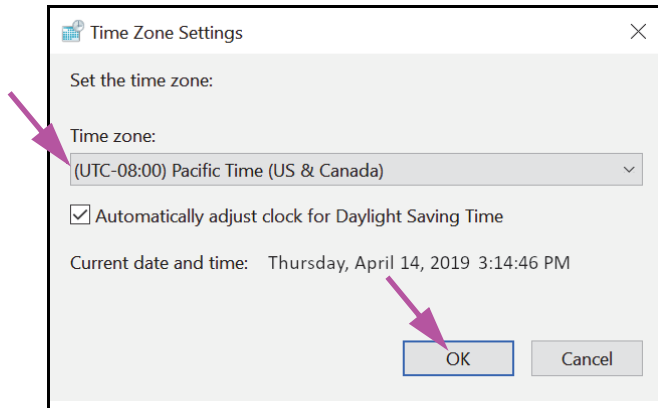 Time Zone Settings
Set the time zone:
Time zone:
(UTC-08:00) Pacific Time (US & Canada)
Automatically adjust clock for Daylight Saving Time
Current date and time: Thursday, April 14, 2019 3:14:46 PM
OK Cancel